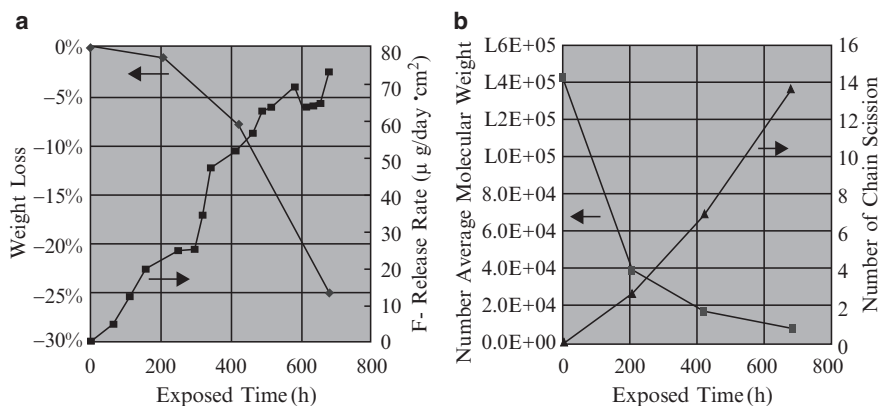 a
0%
−5%
−10%
−15%
−20%
−25%
−30%
Weight Loss
80
70
60
50
40
30
20
10
0
F- Release Rate (μ g/day •cm²)
0
200
400
600
800
Exposed Time (h)
b
L6E+05
L4E+05
L2E+05
L0E+05
8.0E+04
6.0E+04
4.0E+04
2.0E+04
0.0E+00
Number Average Molecular Weight
16
14
12
10
8
6
4
2
0
Number of Chain Scission
0
200
400
600
800
Exposed Time (h)